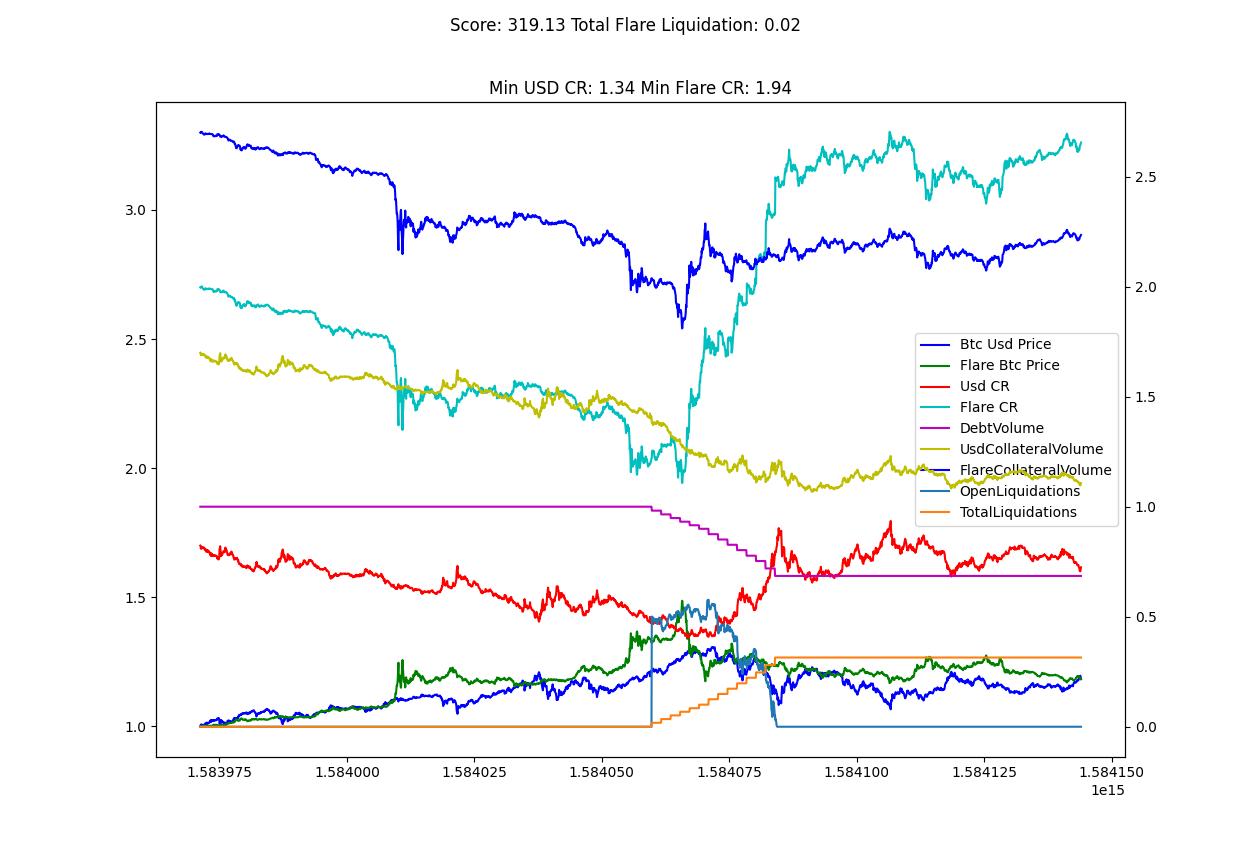 Score: 319.13 Total Flare Liquidation: 0.02
Min USD CR: 1.34 Min Flare CR: 1.94
3.0
2.5
2.0
1.5
1.0
2.5
2.0
1.5
1.0
0.5
0.0
Btc Usd Price
Flare Btc Price
Usd CR
Flare CR
DebtVolume
UsdCollateralVolume
FlareCollateralVolume
OpenLiquidations
TotalLiquidations
1.583975 1.584000 1.584025 1.584050 1.584075 1.584100 1.584125 1.584150
1e15